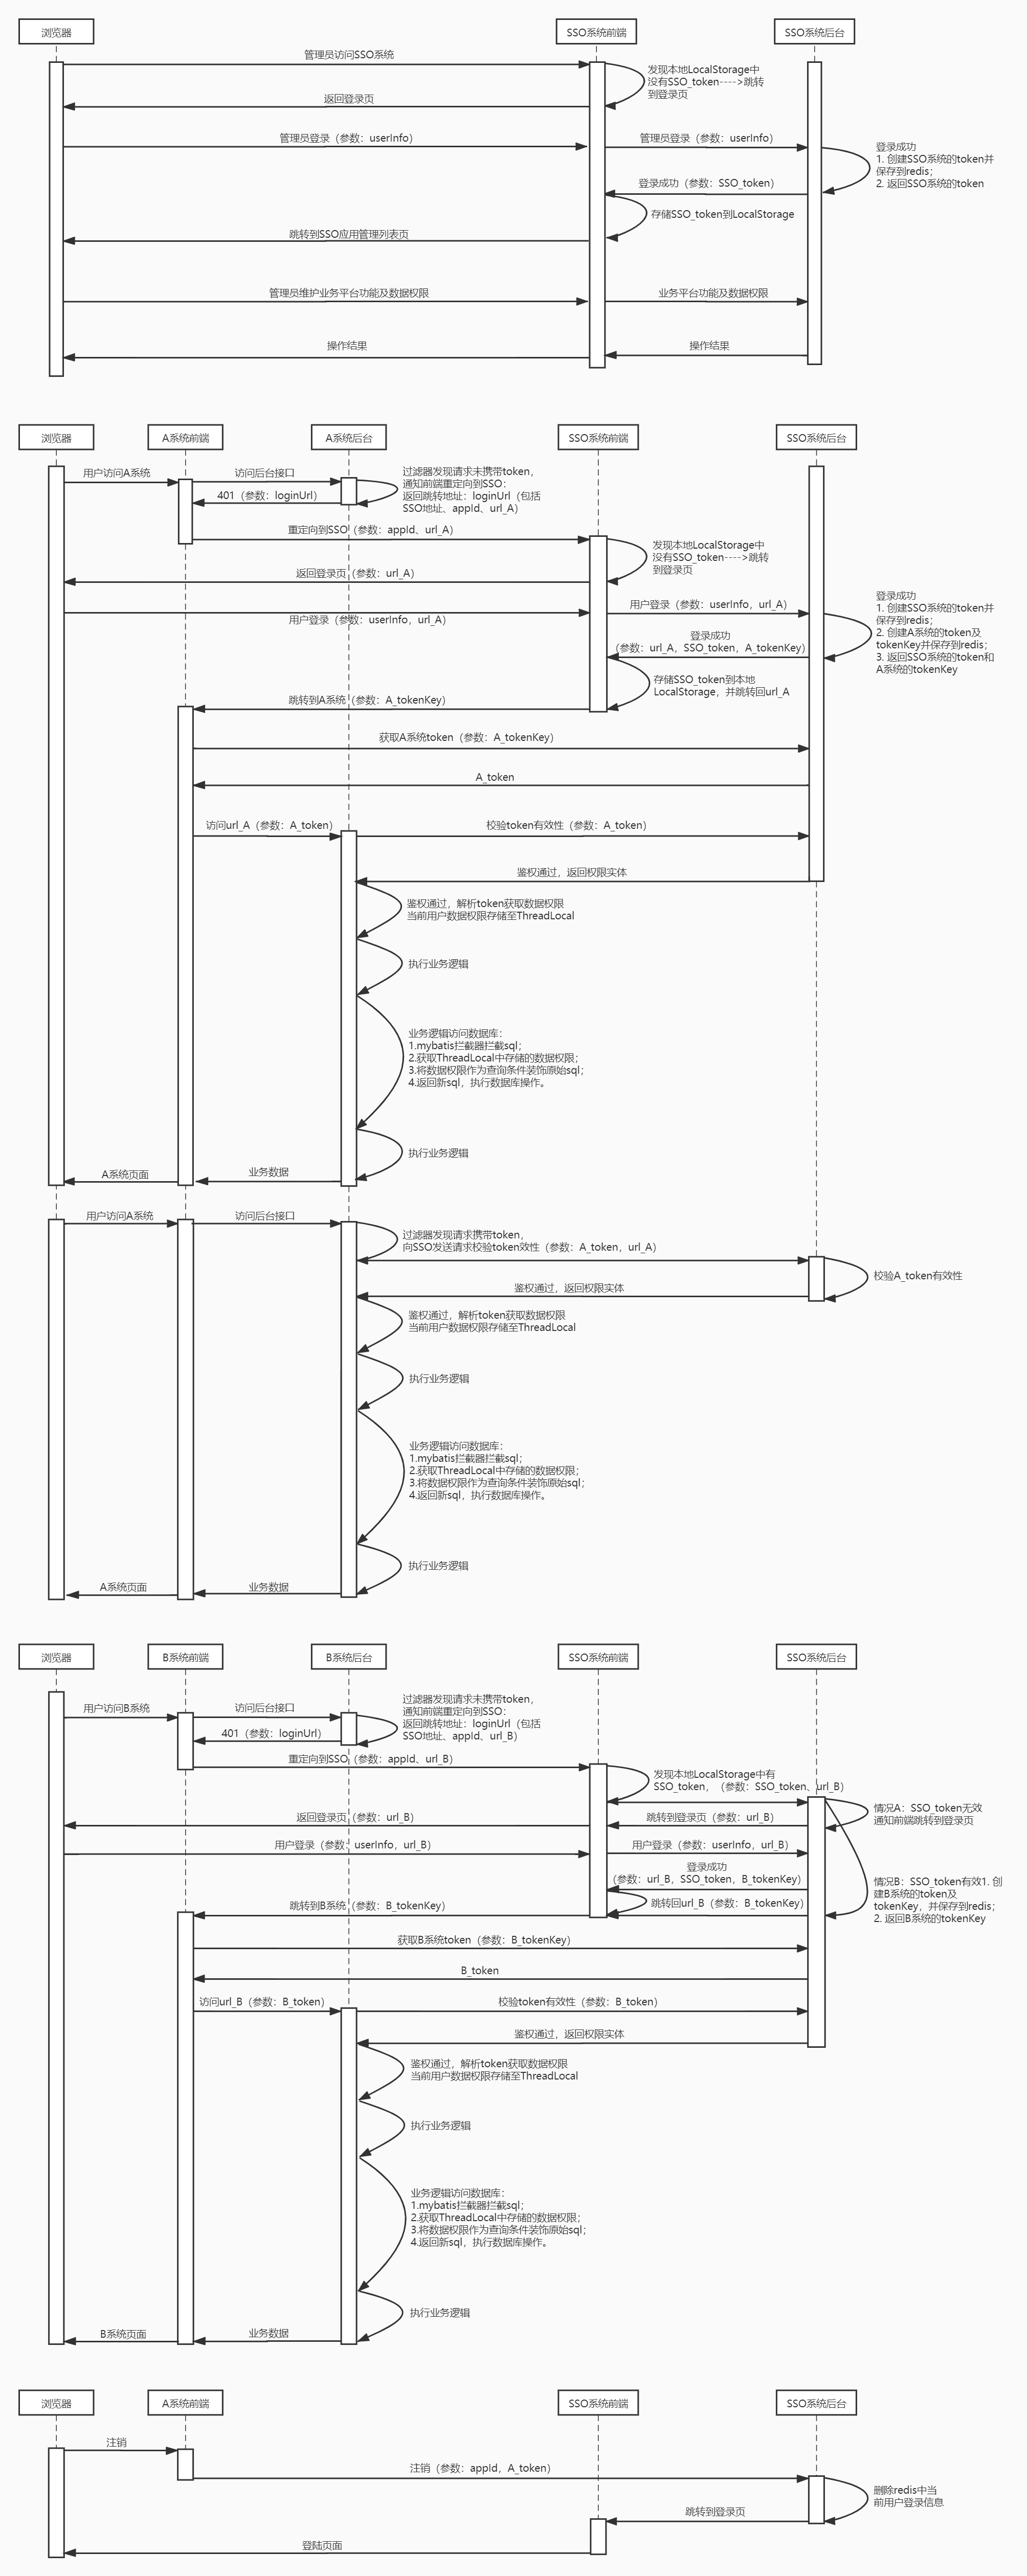 浏览器
SSO系统前端
SSO系统后台
管理员访问SSO系统
发现本地LocalStorage中
没有SSO_token---->跳转
到登录页
返回登录页
管理员登录（参数：userInfo）
管理员登录（参数：userInfo）
登录成功
1. 创建SSO系统的token并
保存到redis；
2. 返回SSO系统的token
登录成功（参数：SSO_token）
存储SSO_token到LocalStorage
跳转到SSO应用管理列表页
管理员维护业务平台功能及数据权限
业务平台功能及数据权限
操作结果
操作结果
浏览器
A系统前端
A系统后台
SSO系统前端
SSO系统后台
用户访问A系统
访问后台接口
过滤器发现请求未携带token，
通知前端重定向到SSO：
返回跳转地址：loginUrl（包括
SSO地址、appId、url_A）
401（参数：loginUrl）
重定向到SSO（参数：appId、url_A）
发现本地LocalStorage中
没有SSO_token---->跳转
到登录页
返回登录页（参数：url_A）
用户登录（参数：userInfo，url_A）
用户登录（参数：userInfo，url_A）
登录成功
1. 创建SSO系统的token并
保存到redis；
2. 创建A系统的token及
tokenKey并保存到redis；
3. 返回SSO系统的token和
A系统的tokenKey
登录成功
（参数：url_A，SSO_token，A_tokenKey）
存储SSO_token到本地
LocalStorage，并跳转回url_A
跳转到A系统（参数：A_tokenKey）
获取A系统token（参数：A_tokenKey）
A_token
访问url_A（参数：A_token）
校验token有效性（参数：A_token）
鉴权通过，返回权限实体
鉴权通过，解析token获取数据权限
当前用户数据权限存储至ThreadLocal
执行业务逻辑
业务逻辑访问数据库：
1.mybatis拦截器拦截sql；
2.获取ThreadLocal中存储的数据权限；
3.将数据权限作为查询条件装饰原始sql；
4.返回新sql，执行数据库操作。
执行业务逻辑
A系统页面
业务数据
用户访问A系统
访问后台接口
过滤器发现请求携带token，
向SSO发送请求校验token效性（参数：A_token，url_A）
校验A_token有效性
鉴权通过，返回权限实体
鉴权通过，解析token获取数据权限
当前用户数据权限存储至ThreadLocal
执行业务逻辑
业务逻辑访问数据库：
1.mybatis拦截器拦截sql；
2.获取ThreadLocal中存储的数据权限；
3.将数据权限作为查询条件装饰原始sql；
4.返回新sql，执行数据库操作。
执行业务逻辑
A系统页面
业务数据
浏览器
B系统前端
B系统后台
SSO系统前端
SSO系统后台
用户访问B系统
访问后台接口
过滤器发现请求未携带token，
通知前端重定向到SSO：
返回跳转地址：loginUrl（包括
SSO地址、appId、url_B）
401（参数：loginUrl）
重定向到SSO（参数：appId、url_B）
发现本地LocalStorage中有
SSO_token，（参数：SSO_token、url_B）
情况A：SSO_token无效
通知前端跳转到登录页
返回登录页（参数：url_B）
跳转到登录页（参数：url_B）
用户登录（参数：userInfo，url_B）
用户登录（参数：userInfo，url_B）
登录成功
（参数：url_B，SSO_token，B_tokenKey）
情况B：SSO_token有效1. 创
建B系统的token及
tokenKey，并保存到redis；
2. 返回B系统的tokenKey
跳转回url_B（参数：B_tokenKey）
跳转到B系统（参数：B_tokenKey）
获取B系统token（参数：B_tokenKey）
B_token
访问url_B（参数：B_token）
校验token有效性（参数：B_token）
鉴权通过，返回权限实体
鉴权通过，解析token获取数据权限
当前用户数据权限存储至ThreadLocal
执行业务逻辑
业务逻辑访问数据库：
1.mybatis拦截器拦截sql；
2.获取ThreadLocal中存储的数据权限；
3.将数据权限作为查询条件装饰原始sql；
4.返回新sql，执行数据库操作。
执行业务逻辑
B系统页面
业务数据
浏览器
A系统前端
SSO系统前端
SSO系统后台
注销
注销（参数：appId，A_token）
删除redis中当
前用户登录信息
跳转到登录页
登陆页面